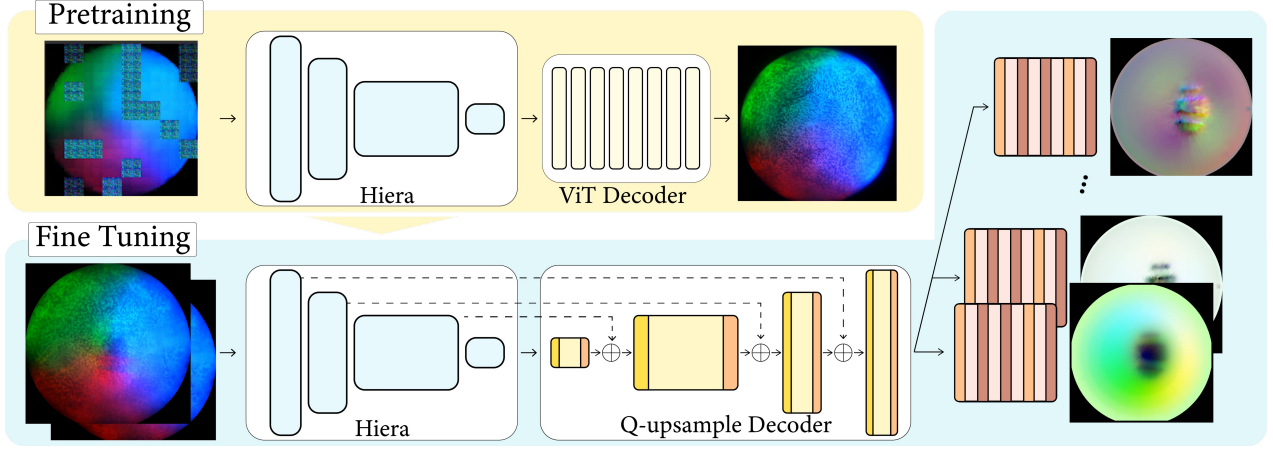 Pretraining
Hiera
ViT Decoder
Fine Tuning
Hiera
Q-upsample Decoder